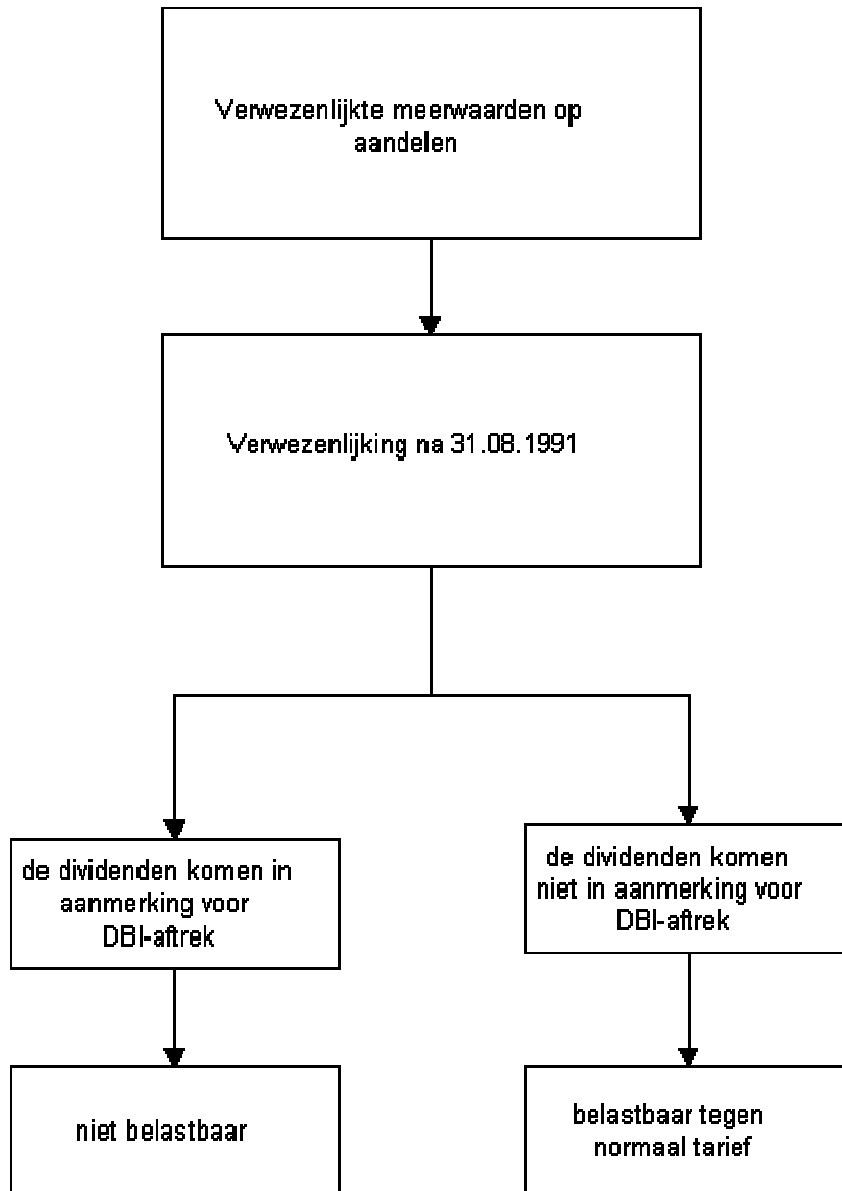 Verwezenlijkte meerwaarden op
aandelen
Verwezenlijking na 31.08.1991
de dividenden komen in
aanmerking voor
DBI-aftrek
de dividenden komen
niet in aanmerking voor
DBI-aftrek
niet belastbaar
belastbaar tegen
normaal tarief